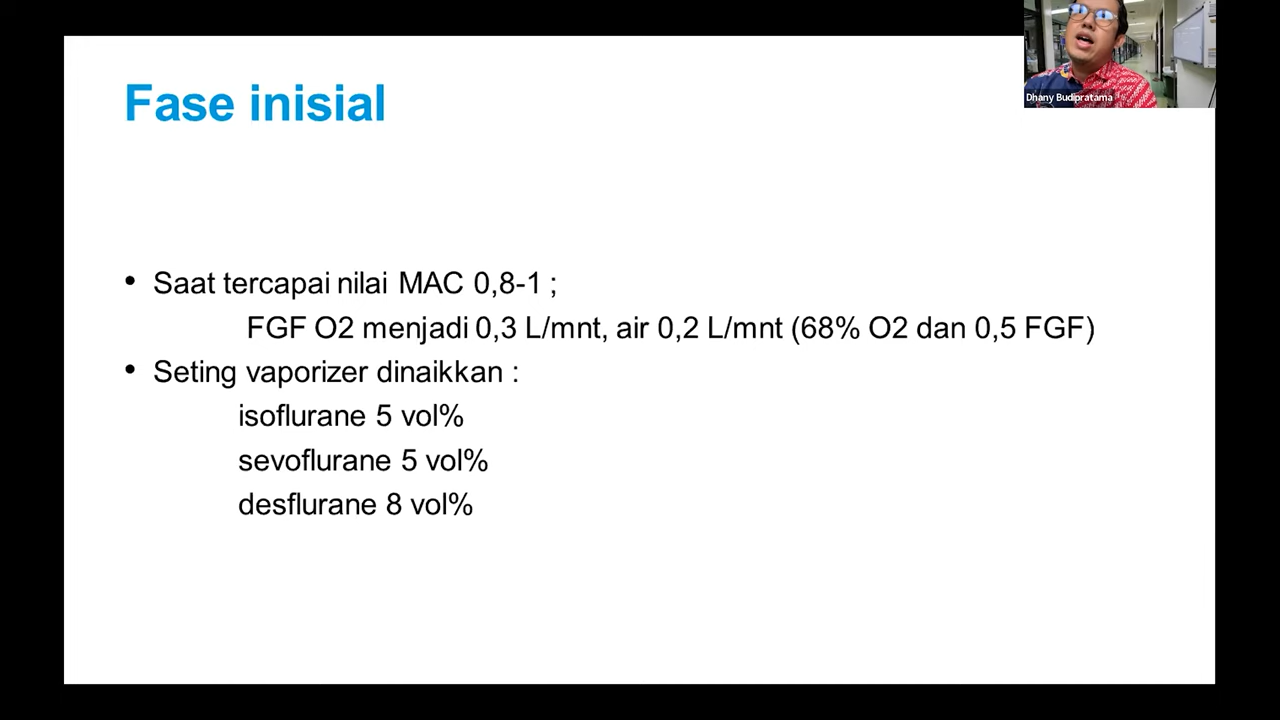 Fase inisial
Dhany Budipratama
• Saat tercapai nilai MAC 0,8-1 ;
FGF O2 menjadi 0,3 L/mnt, air 0,2 L/mnt (68% O2 dan 0,5 FGF)
• Seting vaporizer dinaikkan :
isoflurane 5 vol%
sevoflurane 5 vol%
desflurane 8 vol%